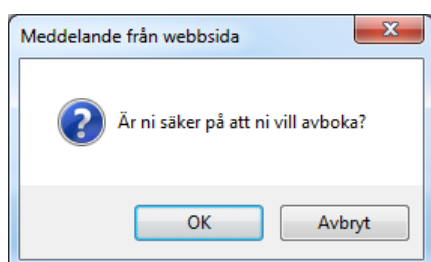 Meddelande från webbsida
Är ni säker på att ni vill avboka?
OK
Avbryt